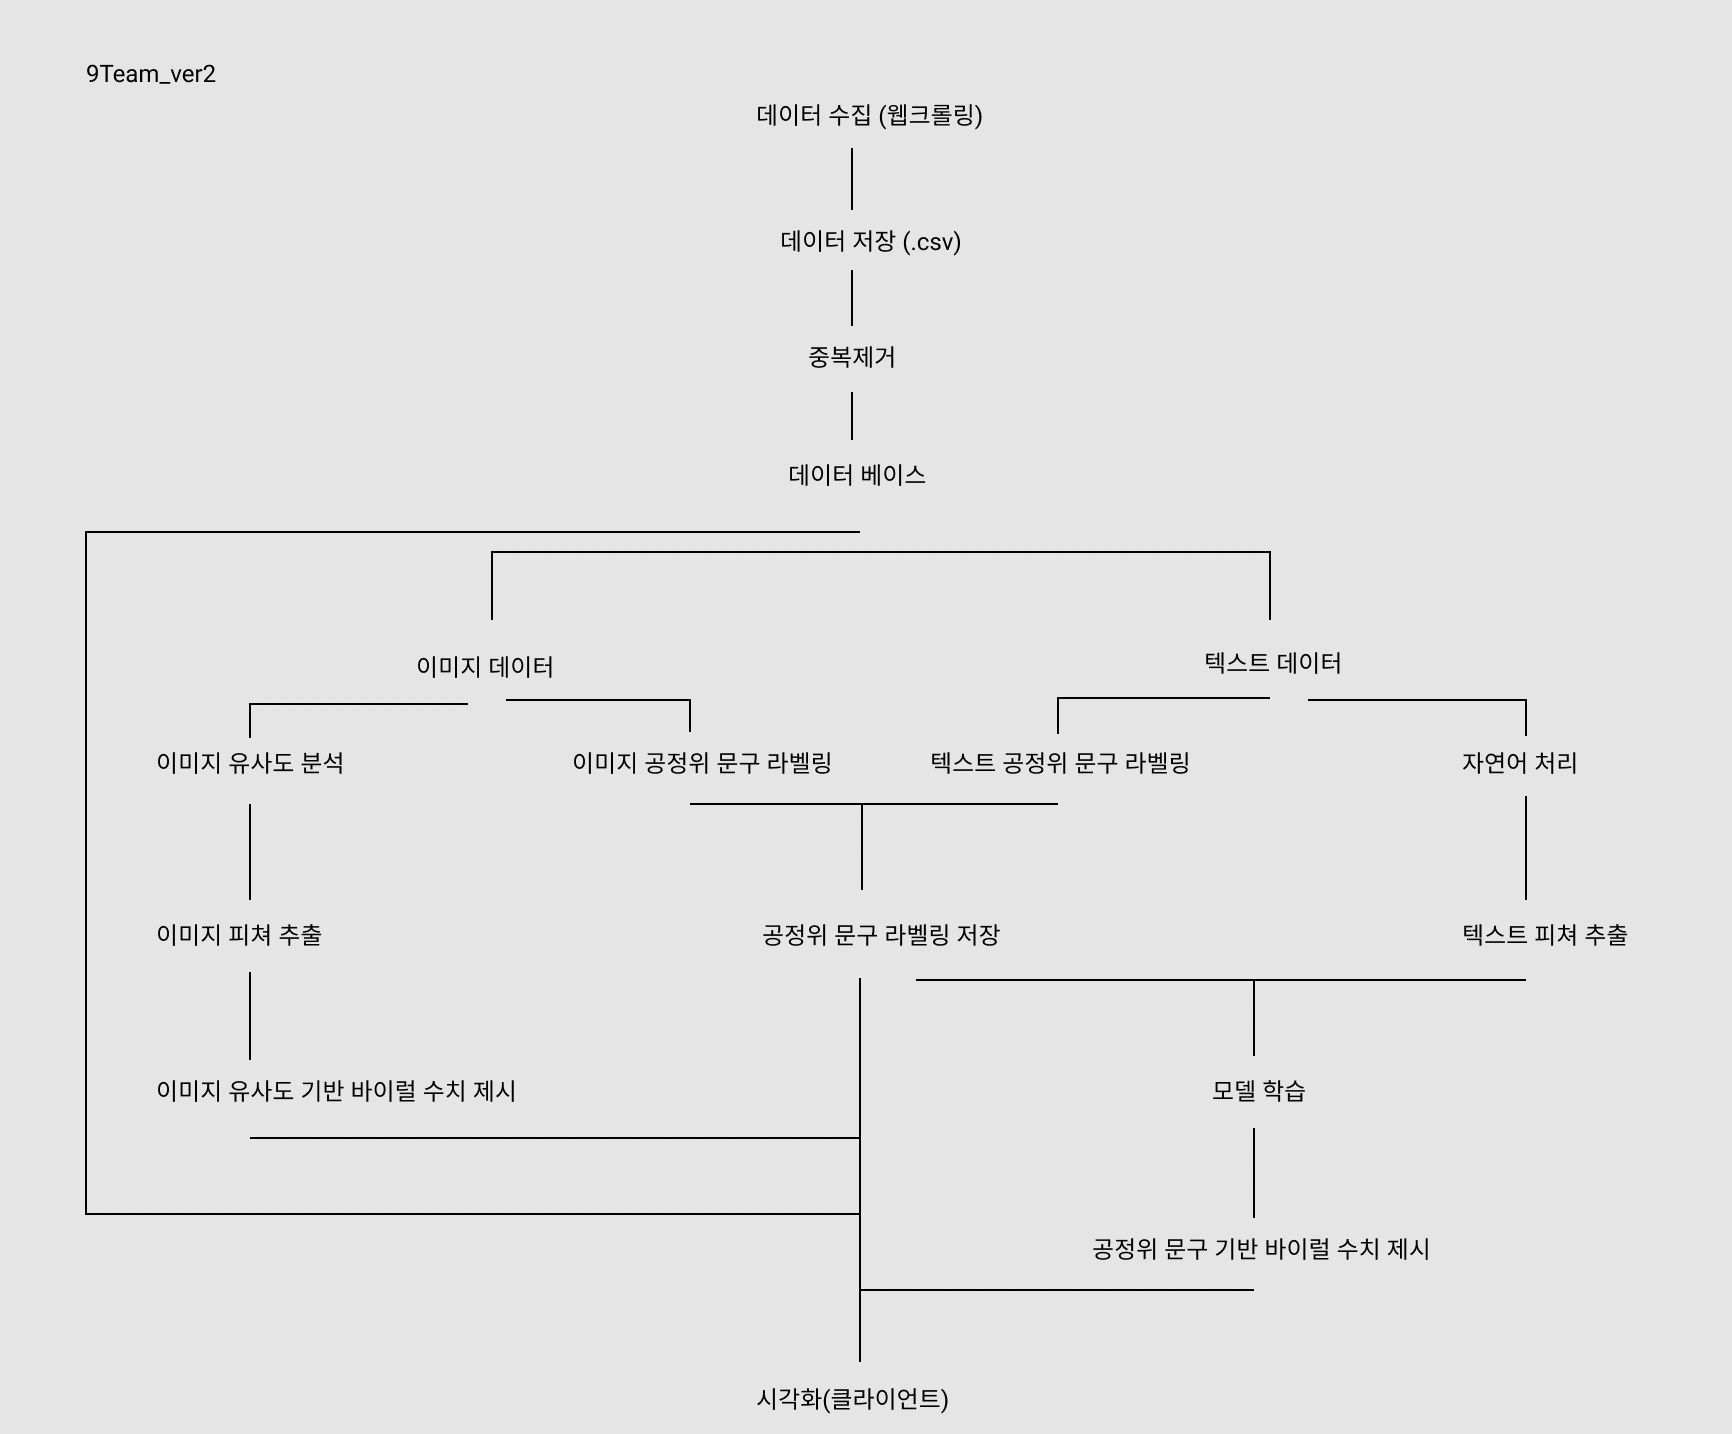 9Team_ver2
데이터 수집 (웹크롤링)
데이터 저장 (.csv)
중복제거
데이터 베이스
이미지 데이터
텍스트 데이터
이미지 유사도 분석
이미지 공정위 문구 라벨링
텍스트 공정위 문구 라벨링
자연어 처리
이미지 피쳐 추출
공정위 문구 라벨링 저장
텍스트 피쳐 추출
이미지 유사도 기반 바이럴 수치 제시
모델 학습
공정위 문구 기반 바이럴 수치 제시
시각화(클라이언트)